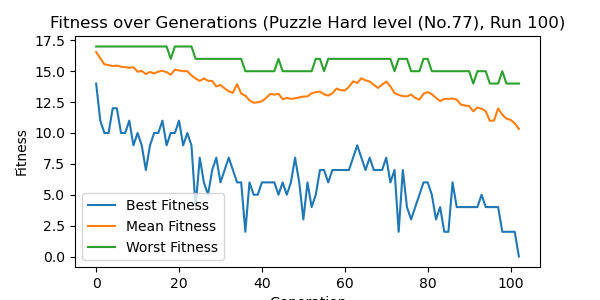 Fitness over Generations (Puzzle Hard level (No.77), Run 100)
17.5
15.0
12.5
10.0
7.5
5.0
2.5
0.0
Fitness
Best Fitness
Mean Fitness
Worst Fitness
0 20 40 60 80 100
Generation